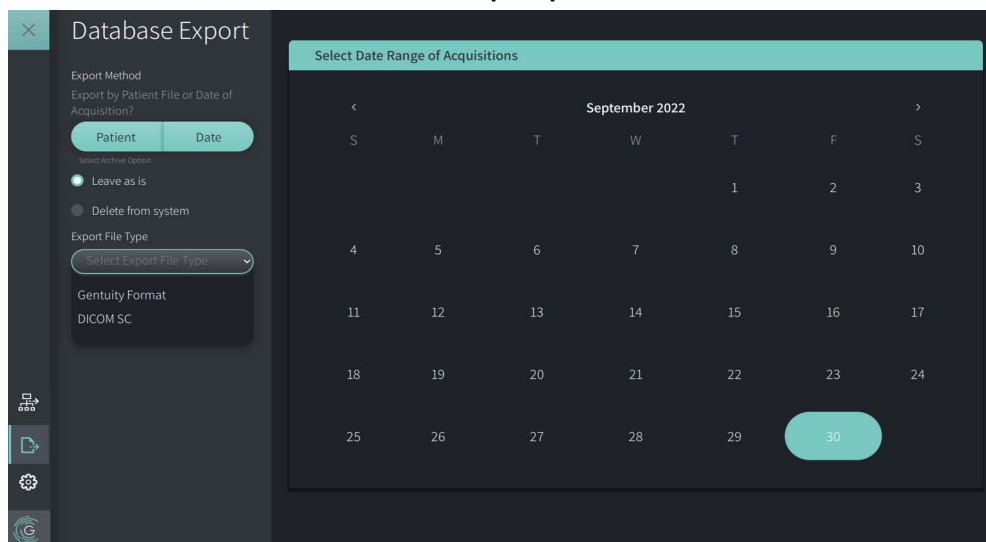 Database Export
Export Method
Export by Patient File or Date of
Acquisition?
Patient Date
Select Archive Option
Leave as is
Delete from system
Export File Type
Select Export File Type
Gentuity Format
DICOM SC
G
Select Date Range of Acquisitions
< September 2022 >
S M T W T F S
1 2 3
4 5 6 7 8 9 10
11 12 13 14 15 16 17
18 19 20 21 22 23 24
25 26 27 28 29 30